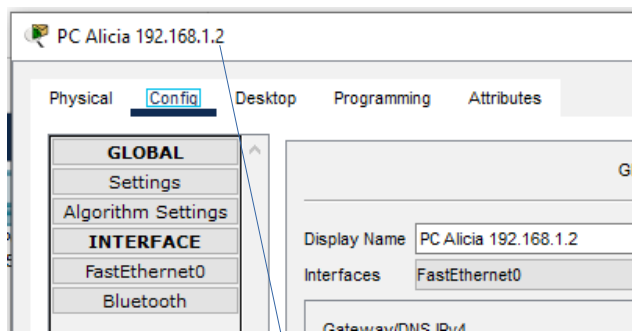 PC Alicia 192.168.1.2
Physical Config Desktop Programming Attributes
GLOBAL
Settings
Algorithm Settings
INTERFACE
FastEthernet0
Bluetooth
Display Name PC Alicia 192.168.1.2
Interfaces FastEthernet0
Gateway/DNS IPv4